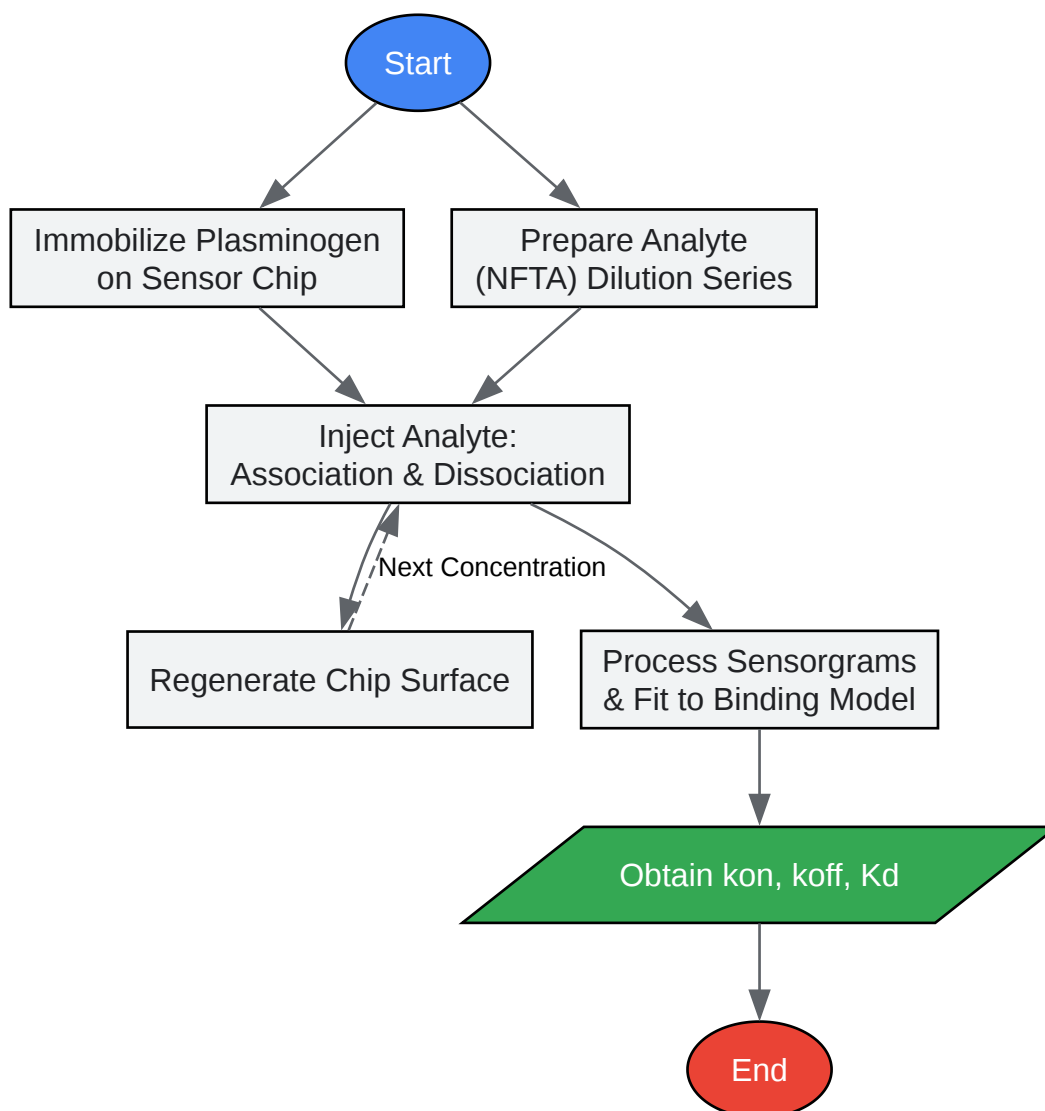 Start
Immobilize Plasminogen
on Sensor Chip
Prepare Analyte
(NFTA) Dilution Series
Inject Analyte:
Association & Dissociation
Next Concentration
Regenerate Chip Surface
Process Sensorgrams
& Fit to Binding Model
Obtain kon, koff, Kd
End